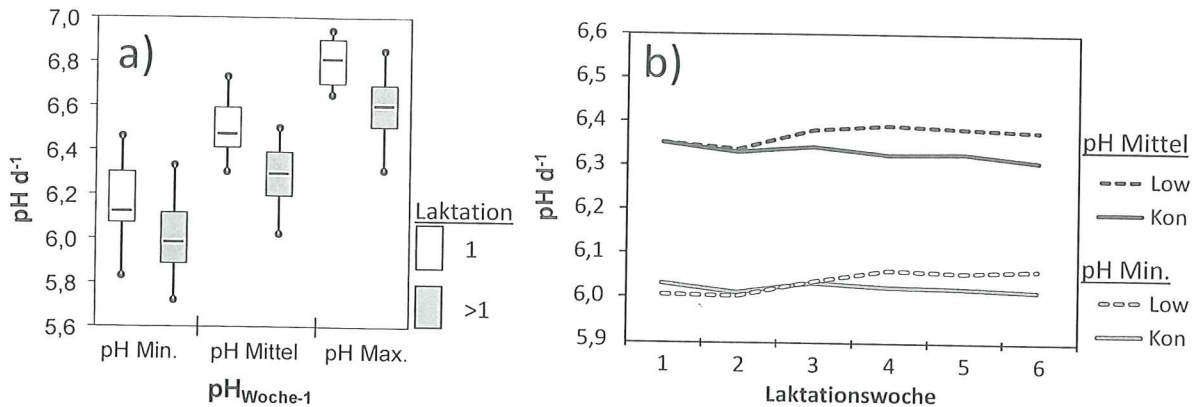 a)
pH d-1
7,0
6,8
6,6
6,4
6,2
6,0
5,8
5,6
pH Min.
pH Mittel
pH Max.
pHWoche-1
Laktation
1
>1
b)
pH d-1
6,6
6,5
6,4
6,3
6,2
6,1
6,0
5,9
1 2 3 4 5 6
Laktationswoche
pH Mittel
Low
Kon
pH Min.
Low
Kon